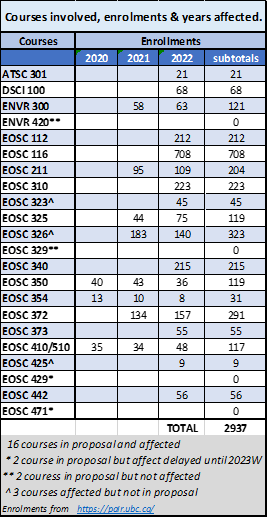 Courses involved, enrolments & years affected.
Courses Enrollments
2020 2021 2022 subtotals
ATSC 301 21 21
DSCI 100 68 68
ENVR 300 58 63 121
ENVR 420** 0
EOSC 112 212 212
EOSC 116 708 708
EOSC 211 95 109 204
EOSC 310 223 223
EOSC 323^ 45 45
EOSC 325 44 75 119
EOSC 326^ 183 140 323
EOSC 329** 0
EOSC 340 215 215
EOSC 350 40 43 36 119
EOSC 354 13 10 8 31
EOSC 372 134 157 291
EOSC 373 55 55
EOSC 410/510 35 34 48 117
EOSC 425^ 9 9
EOSC 429* 0
EOSC 442 56 56
EOSC 471* 0
TOTAL 2937
16 courses in proposal and affected
* 2 course in proposal but affect delayed until 2023W
** 2 couress in proposal but not affected
^ 3 courses affected but not in proposal
Enrolments from https://pair.ubc.ca/